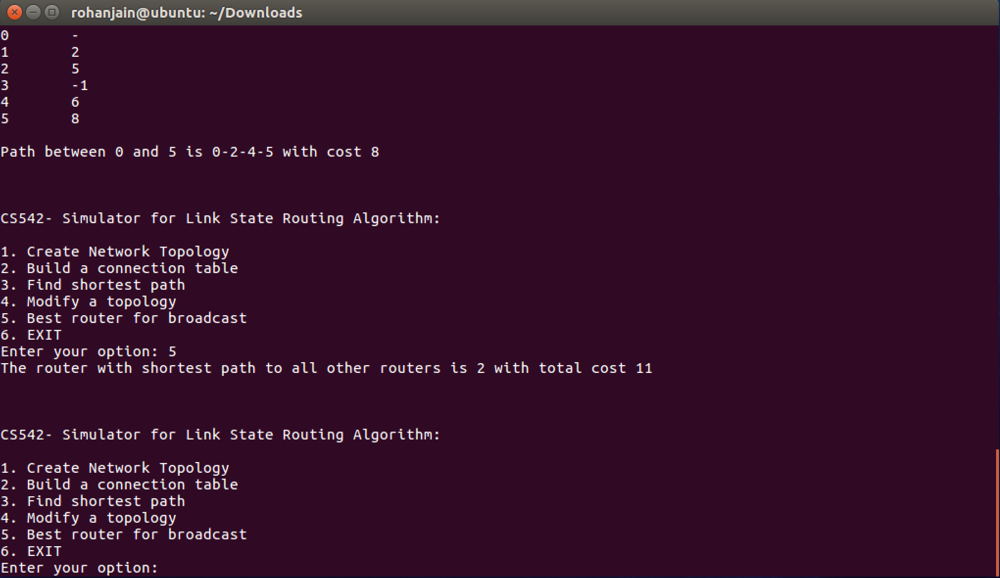 rohanjain@ubuntu: ~/Downloads
0 -
1 2
2 5
3 -1
4 6
5 8
Path between 0 and 5 is 0-2-4-5 with cost 8
CS542- Simulator for Link State Routing Algorithm:
1. Create Network Topology
2. Build a connection table
3. Find shortest path
4. Modify a topology
5. Best router for broadcast
6. EXIT
Enter your option: 5
The router with shortest path to all other routers is 2 with total cost 11
CS542- Simulator for Link State Routing Algorithm:
1. Create Network Topology
2. Build a connection table
3. Find shortest path
4. Modify a topology
5. Best router for broadcast
6. EXIT
Enter your option: